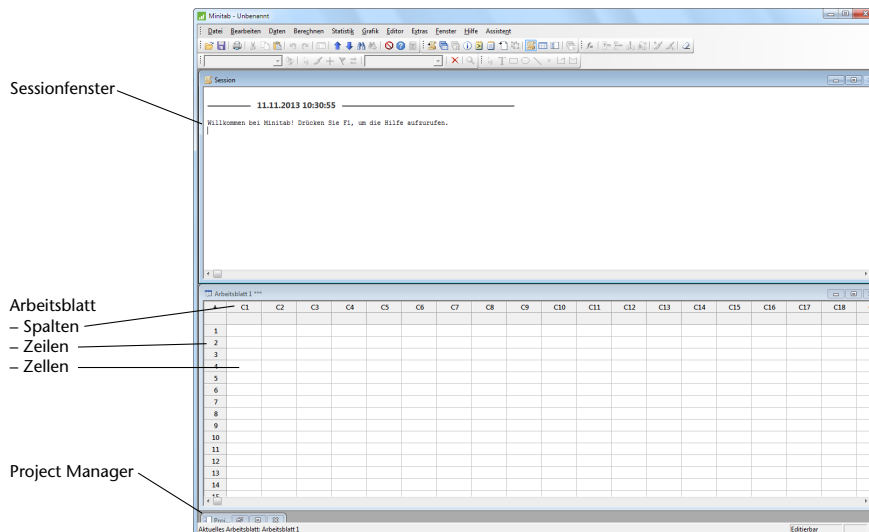 Minitab - Unbenannt
Datei Bearbeiten Daten Berechnen Statistik Grafik Editor Extras Fenster Hilfe Assistent
Sessionfenster
Session
11.11.2013 10:30:55
Willkommen bei Minitab! Drücken Sie F1, um die Hilfe aufzurufen.
Arbeitsblatt
– Spalten
– Zeilen
– Zellen
Arbeitsblatt 1 ***
C1 C2 C3 C4 C5 C6 C7 C8 C9 C10 C11 C12 C13 C14 C15 C16 C17 C18
1
2
3
4
5
6
7
8
9
10
11
12
13
14
15
Project Manager
Proj...
Aktuelles Arbeitsblatt: Arbeitsblatt 1
Editierbar